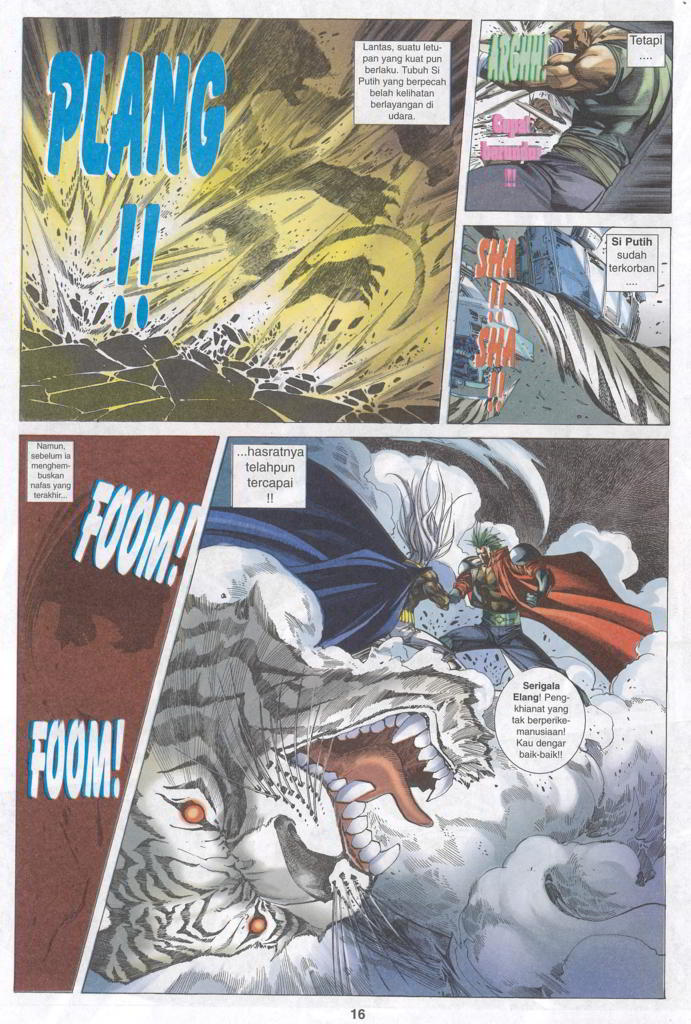 PLANG
!!
Lantas, suatu letu-
pan yang kuat pun
berlaku. Tubuh Si
Putih yang berpecah
belah kelihatan
berlayangan di
udara.
ARGHH!
Tetapi
....
Cepat
berundur
!!!
SHA
!!
SHA
!!
Si Putih
sudah
terkorban
....
Namun,
sebelum ia
menghem-
buskan
nafas yang
terakhir...
FOOM!
FOOM!
...hasratnya
telahpun
tercapai
!!
Serigala
Elang! Peng-
khianat yang
tak berperike-
manusiaan!
Kau dengar
baik-baik!!
16